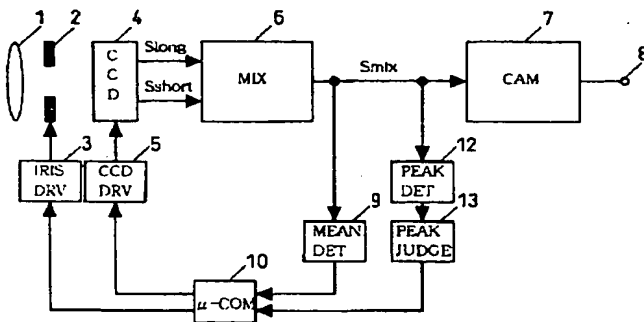 1 2 4 6 7 8
CCD
Slong
Sshort
MIX
Smix
CAM
3 5 12
IRIS
DRV
CCD
DRV
PEAK
DET
9 13
MEAN
DET
PEAK
JUDGE
10
μ-COM